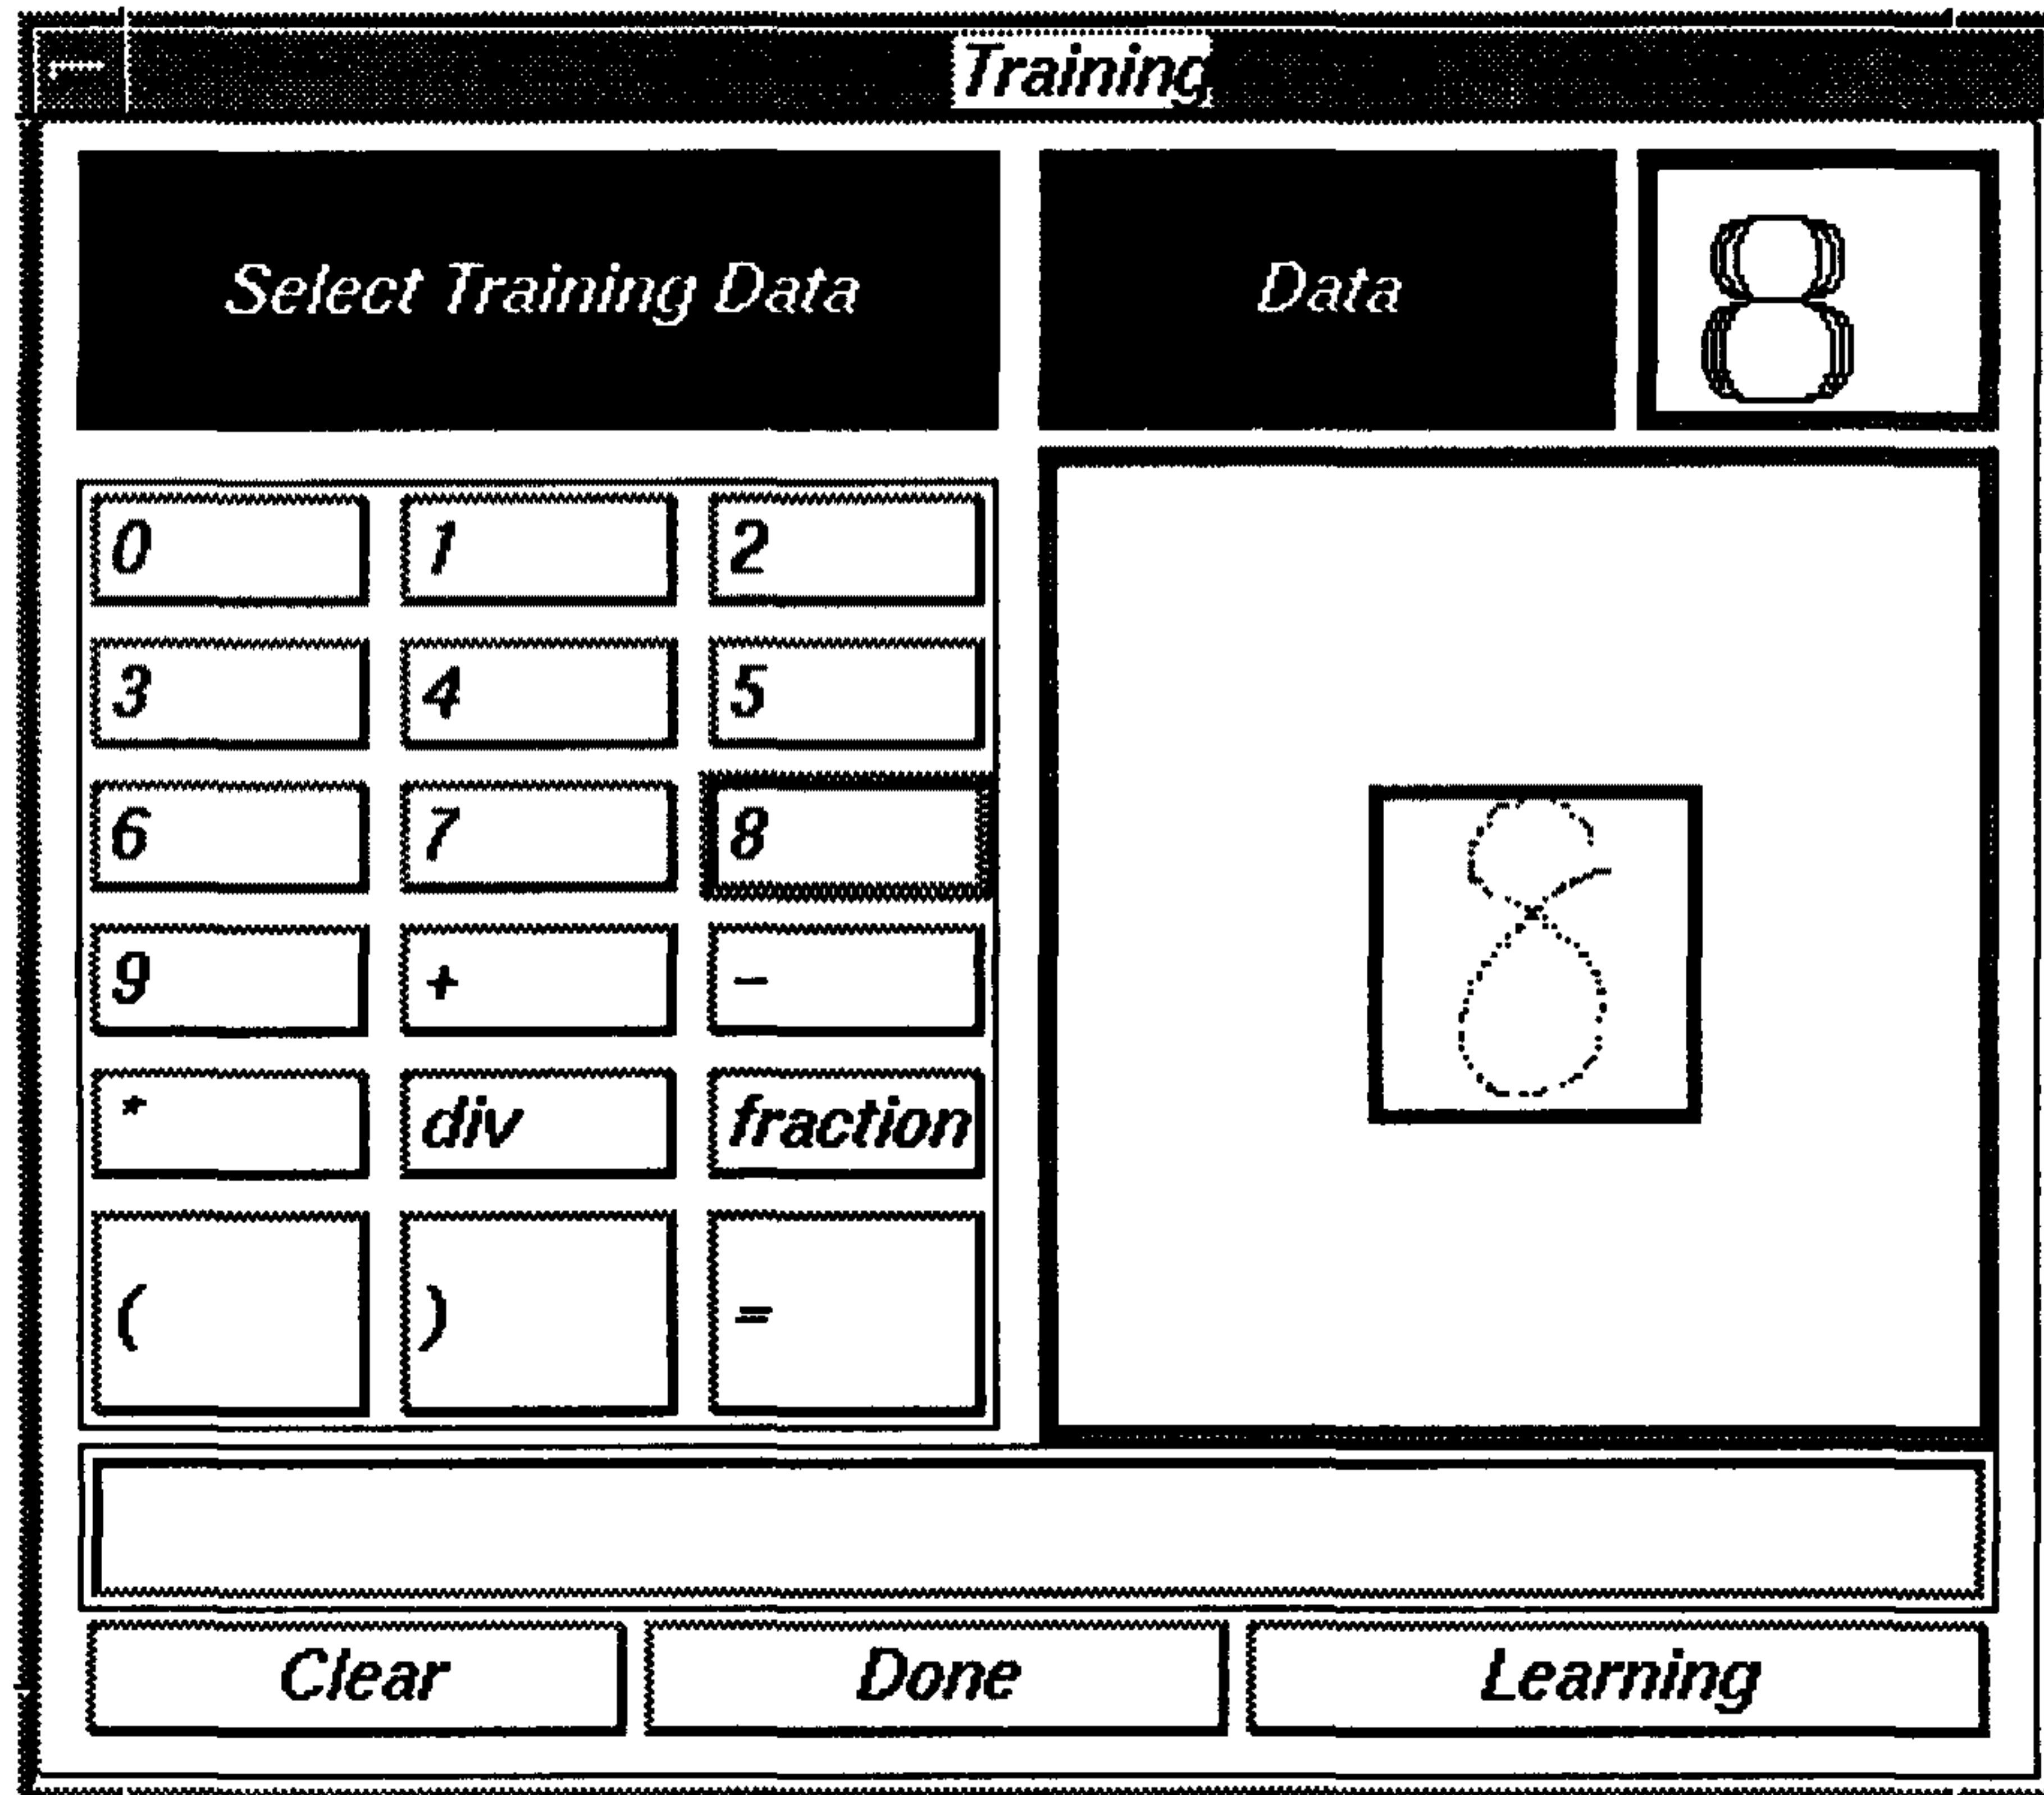 Training
Select Training Data
Data
8
0 1 2
3 4 5
6 7 8
9 + −
* div fraction
( ) =
8
Clear Done Learning